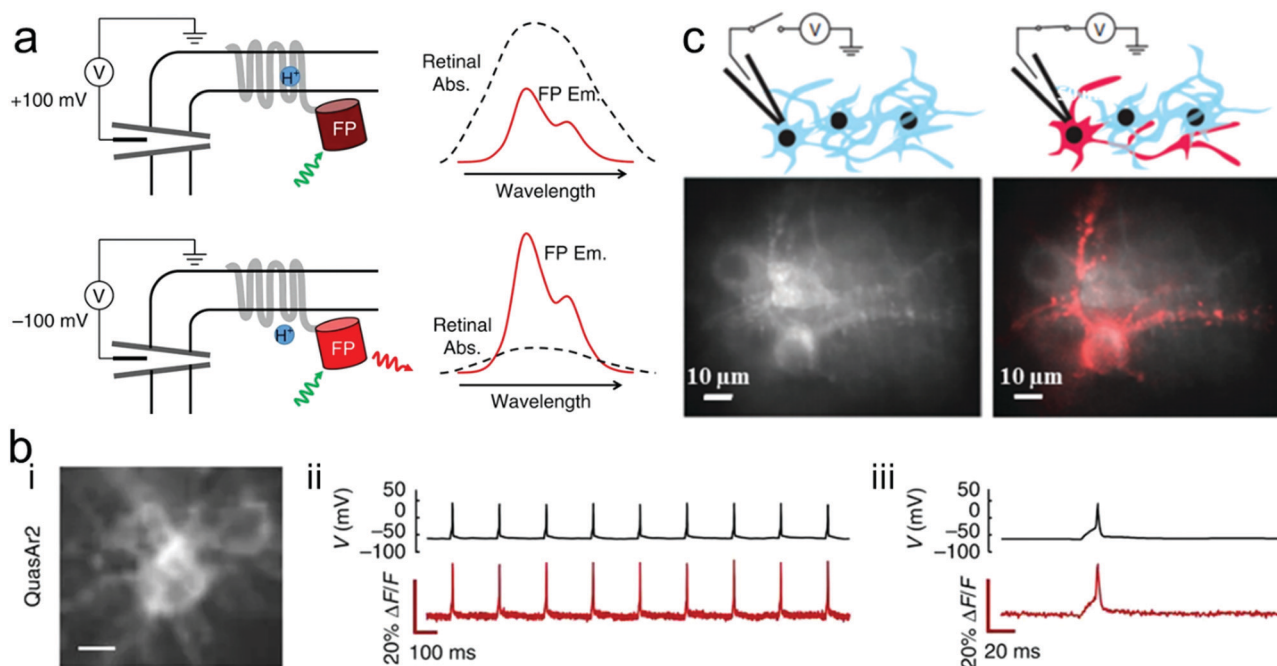 a
V
+100 mV
H+
FP
Retinal
Abs.
FP Em.
Wavelength
V
−100 mV
H+
FP
FP Em.
Retinal
Abs.
Wavelength
c
V
V
10 µm
10 µm
b
i
QuasAr2
ii
V (mV)
50
0
−50
−100
20% ΔF/F
100 ms
iii
V (mV)
50
0
−50
−100
20% ΔF/F
20 ms